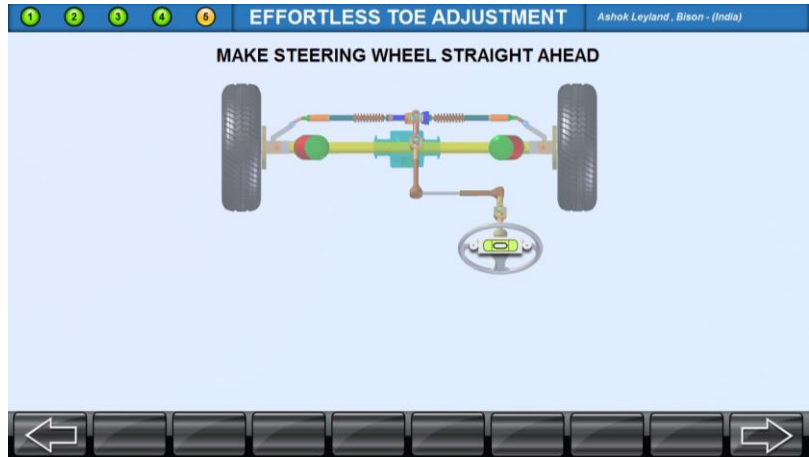 1 2 3 4 5 EFFORTLESS TOE ADJUSTMENT Ashok Leyland , Bison - (India)
MAKE STEERING WHEEL STRAIGHT AHEAD